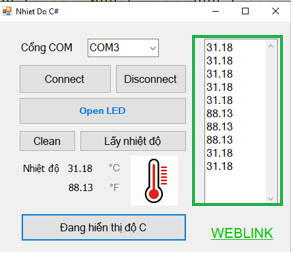 Nhiet Do C#
Cổng COM COM3
Connect Disconnect
Open LED
Clean Lấy nhiệt độ
Nhiệt độ 31.18 °C
88.13 °F
Đang hiển thị độ C
31.18
31.18
31.18
31.18
31.18
88.13
88.13
88.13
31.18
31.18
WEBLINK